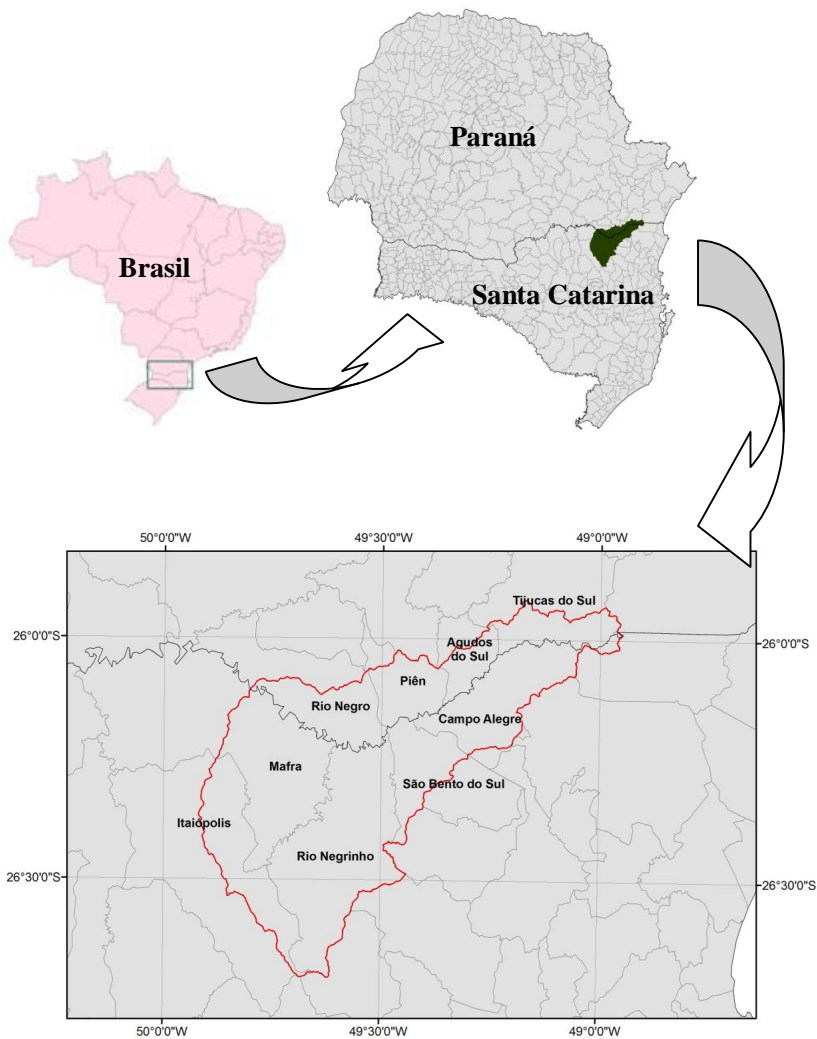 Paraná
Brasil
Santa Catarina
50°0'0"W
49°30'0"W
49°0'0"W
Tijucas do Sul
26°0'0"S
26°0'0"S
Agudos
do Sul
Piên
Rio Negro
Campo Alegre
Mafra
São Bento do Sul
Itaiópolis
Rio Negrinho
26°30'0"S
26°30'0"S
50°0'0"W
49°30'0"W
49°0'0"W